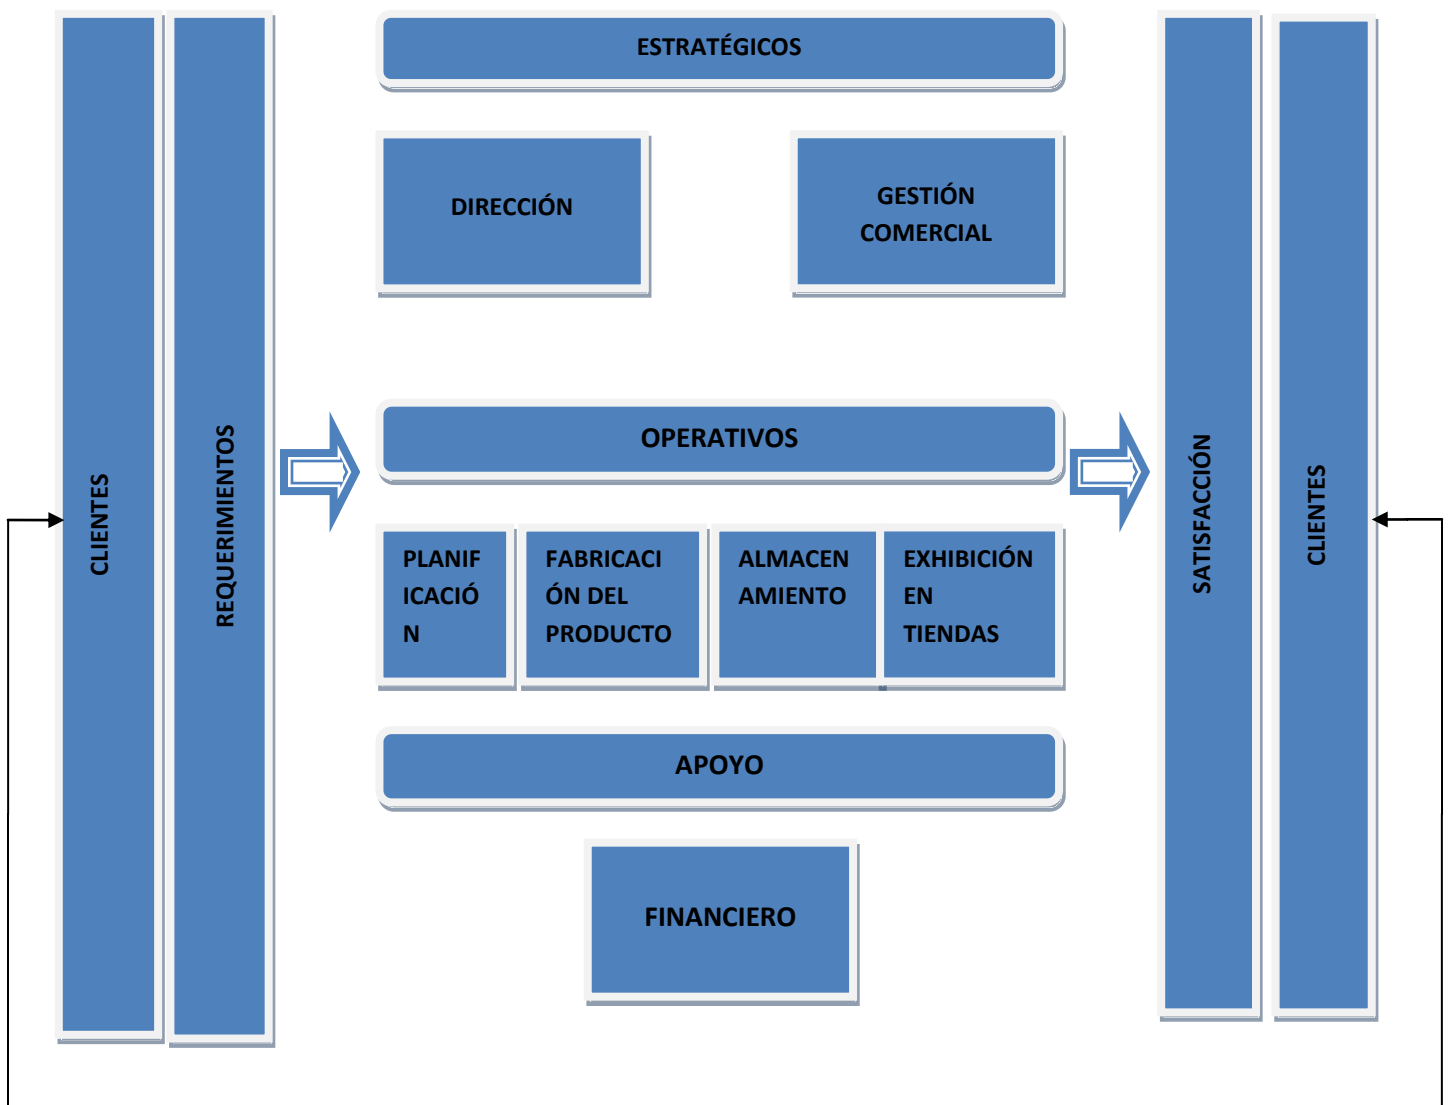 CLIENTES
REQUERIMIENTOS
ESTRATÉGICOS
DIRECCIÓN
GESTIÓN
COMERCIAL
OPERATIVOS
PLANIF
ICACIÓ
N
FABRICACI
ÓN DEL
PRODUCTO
ALMACEN
AMIENTO
EXHIBICIÓN
EN
TIENDAS
APOYO
FINANCIERO
SATISFACCIÓN
CLIENTES